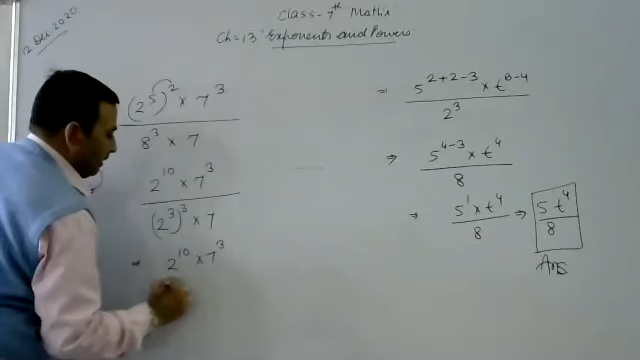 12 Dec. 2020
Class - 7th Maths
Ch = 13 Exponents and Powers
(2^5)^2 × 7^3
8^3 × 7
2^10 × 7^3
(2^3)^3 × 7
⇒ 2^10 × 7^3
= 5^{2+2-3} × t^{8-4}
2^3
⇒ 5^{4-3} × t^4
8
⇒ 5^1 × t^4 ⇒ 5t^4
8 8
Ans